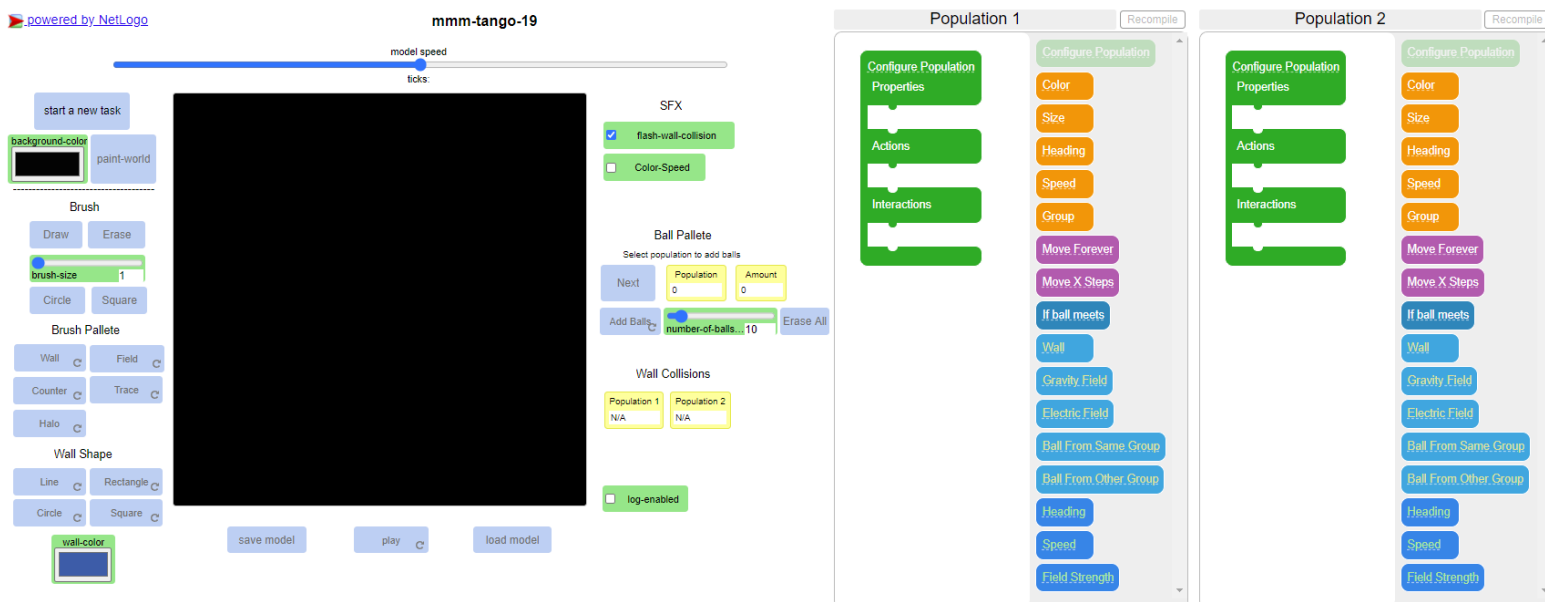 powered by NetLogo
mmm-tango-19
model speed
ticks:
start a new task
background-color
paint-world
Brush
Draw
Erase
brush-size
1
Circle
Square
Brush Pallete
Wall
Field
Counter
Trace
Halo
Wall Shape
Line
Rectangle
Circle
Square
wall-color
save model
play
load model
SFX
flash-wall-collision
Color-Speed
Ball Pallete
Select population to add balls
Next
Population
0
Amount
0
Add Balls
number-of-balls...
10
Erase All
Wall Collisions
Population 1
N/A
Population 2
N/A
log-enabled
Population 1
Recompile
Configure Population
Properties
Actions
Interactions
Configure Population
Color
Size
Heading
Speed
Group
Move Forever
Move X Steps
If ball meets
Wall
Gravity Field
Electric Field
Ball From Same Group
Ball From Other Group
Heading
Speed
Field Strength
Population 2
Recompile
Configure Population
Properties
Actions
Interactions
Configure Population
Color
Size
Heading
Speed
Group
Move Forever
Move X Steps
If ball meets
Wall
Gravity Field
Electric Field
Ball From Same Group
Ball From Other Group
Heading
Speed
Field Strength